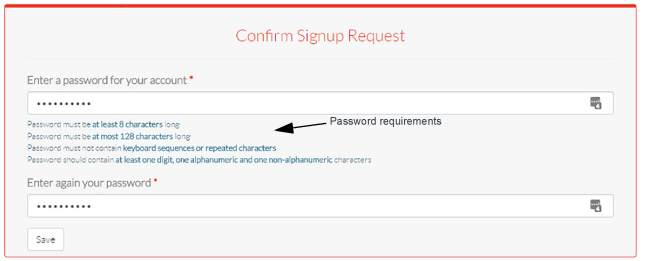 Confirm Signup Request
Enter a password for your account *
••••••••••
Password must be at least 8 characters long
Password must be at most 128 characters long
Password must not contain keyboard sequences or repeated characters
Password should contain at least one digit, one alphanumeric and one non-alphanumeric characters
Password requirements
Enter again your password *
••••••••••
Save